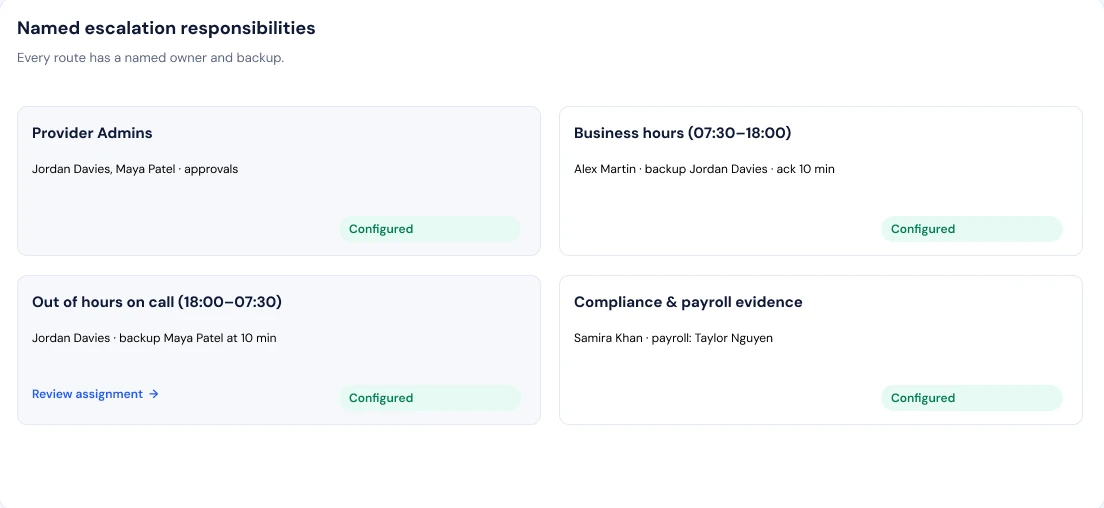 Named escalation responsibilities
Every route has a named owner and backup.
Provider Admins
Jordan Davies, Maya Patel · approvals
Configured
Business hours (07:30–18:00)
Alex Martin · backup Jordan Davies · ack 10 min
Configured
Out of hours on call (18:00–07:30)
Jordan Davies · backup Maya Patel at 10 min
Review assignment →
Configured
Compliance & payroll evidence
Samira Khan · payroll: Taylor Nguyen
Configured